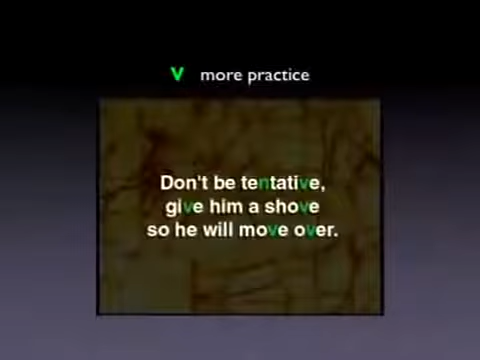 V more practice
Don't be tentative,
give him a shove
so he will move over.